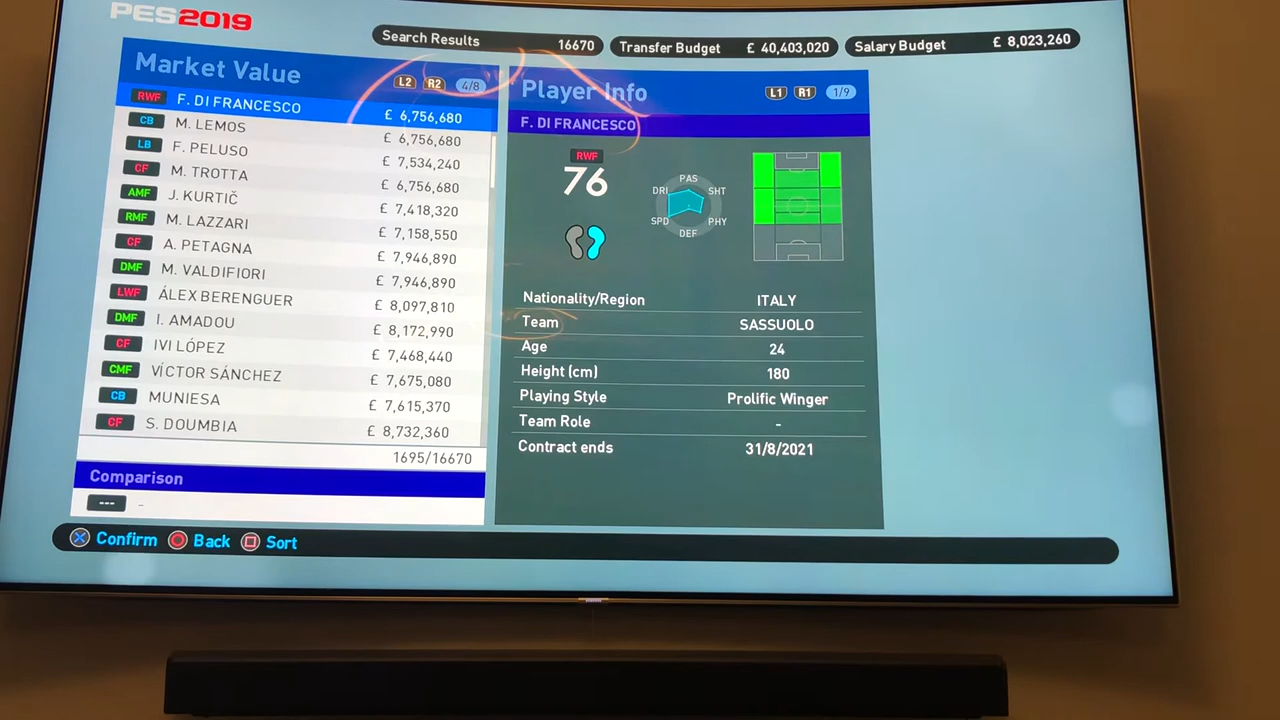 PES2019
Search Results 16670
Transfer Budget £ 40,403,020
Salary Budget £ 8,023,260
Market Value L2 R2 4/8
RWF F. DI FRANCESCO £ 6,756,680
CB M. LEMOS £ 6,756,680
LB F. PELUSO £ 7,534,240
CF M. TROTTA £ 6,756,680
AMF J. KURTIČ £ 7,418,320
RMF M. LAZZARI £ 7,158,550
CF A. PETAGNA £ 7,946,890
DMF M. VALDIFIORI £ 7,946,890
LWF ÁLEX BERENGUER £ 8,097,810
DMF I. AMADOU £ 8,172,990
CF IVI LÓPEZ £ 7,468,440
CMF VÍCTOR SÁNCHEZ £ 7,675,080
CB MUNIESA £ 7,615,370
CF S. DOUMBIA £ 8,732,360
1695/16670
Comparison
--- -
Player Info L1 R1 1/9
F. DI FRANCESCO
RWF
76
PAS
DRI SHT
SPD PHY
DEF
Nationality/Region ITALY
Team SASSUOLO
Age 24
Height (cm) 180
Playing Style Prolific Winger
Team Role -
Contract ends 31/8/2021
Confirm Back Sort